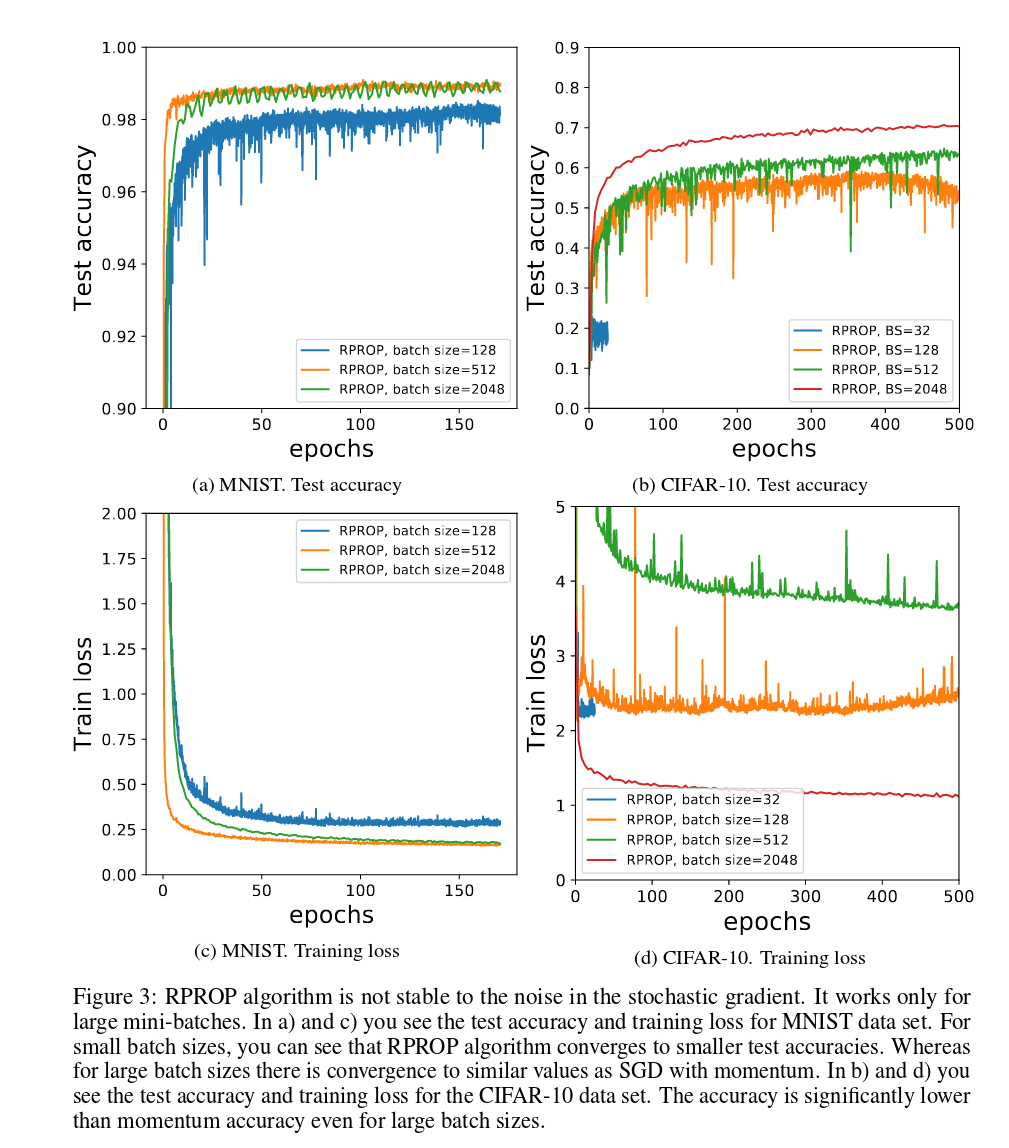 1.00
0.98
0.96
0.94
0.92
0.90
Test accuracy
0
50
100
150
epochs
RPROP, batch size=128
RPROP, batch size=512
RPROP, batch size=2048
(a) MNIST. Test accuracy
0.9
0.8
0.7
0.6
0.5
0.4
0.3
0.2
0.1
0.0
Test accuracy
0
100
200
300
400
500
epochs
RPROP, BS=32
RPROP, BS=128
RPROP, BS=512
RPROP, BS=2048
(b) CIFAR-10. Test accuracy
2.00
1.75
1.50
1.25
1.00
0.75
0.50
0.25
0.00
Train loss
0
50
100
150
epochs
RPROP, batch size=128
RPROP, batch size=512
RPROP, batch size=2048
(c) MNIST. Training loss
5
4
3
2
1
0
Train loss
0
100
200
300
400
500
epochs
RPROP, batch size=32
RPROP, batch size=128
RPROP, batch size=512
RPROP, batch size=2048
(d) CIFAR-10. Training loss
Figure 3: RPROP algorithm is not stable to the noise in the stochastic gradient. It works only for
large mini-batches. In a) and c) you see the test accuracy and training loss for MNIST data set. For
small batch sizes, you can see that RPROP algorithm converges to smaller test accuracies. Whereas
for large batch sizes there is convergence to similar values as SGD with momentum. In b) and d) you
see the test accuracy and training loss for the CIFAR-10 data set. The accuracy is significantly lower
than momentum accuracy even for large batch sizes.